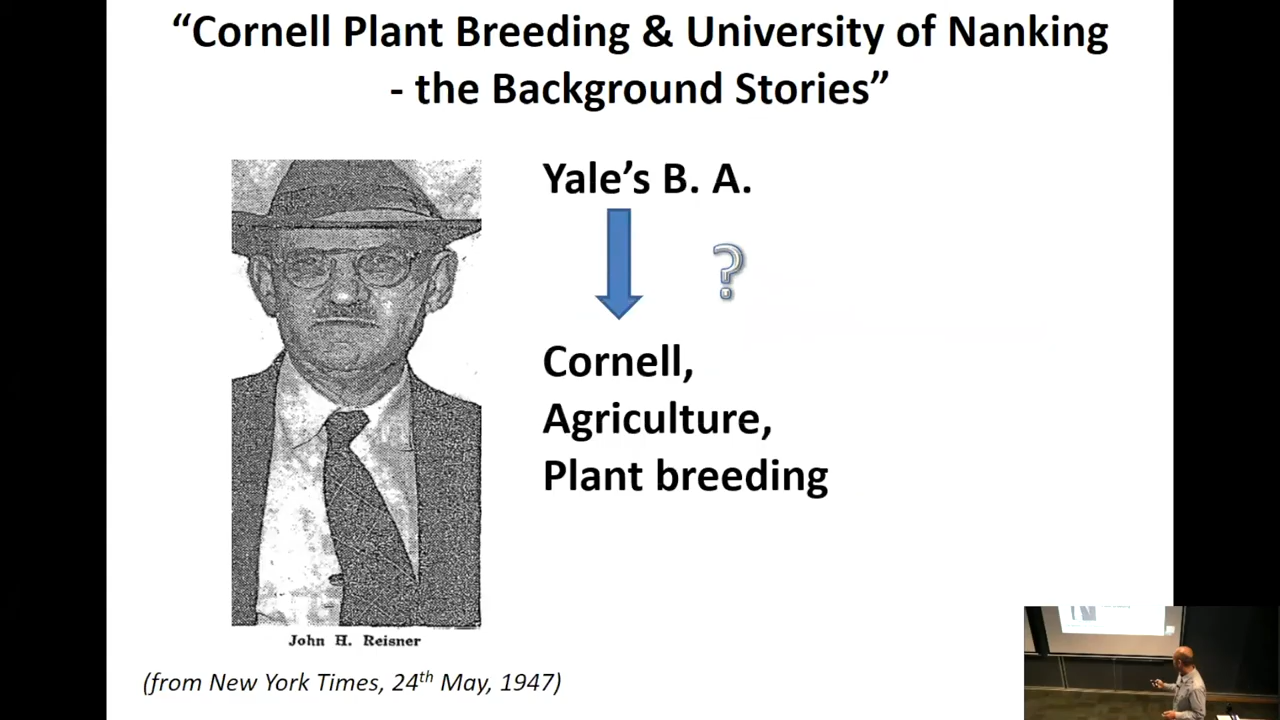 “Cornell Plant Breeding & University of Nanking
- the Background Stories”
Yale’s B. A.
?
Cornell,
Agriculture,
Plant breeding
John H. Reisner
(from New York Times, 24th May, 1947)